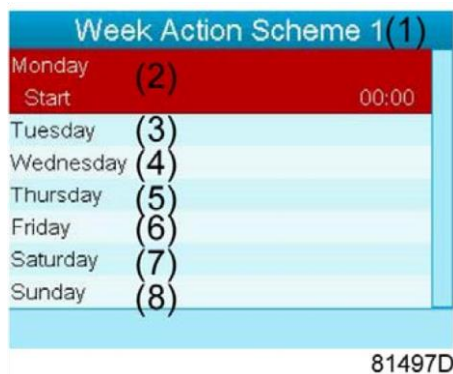 Week Action Scheme 1(1)
Monday (2)
Start 00:00
Tuesday (3)
Wednesday (4)
Thursday (5)
Friday (6)
Saturday (7)
Sunday (8)
81497D